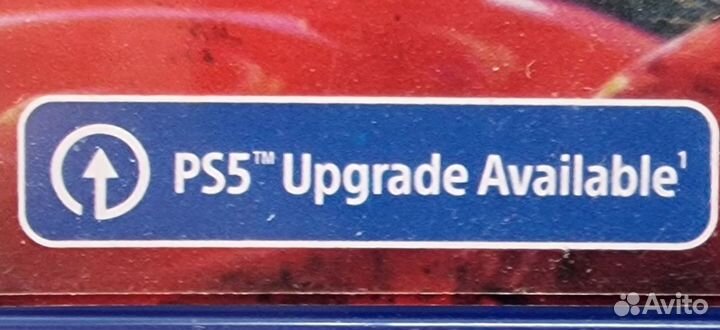 PS5™ Upgrade Available¹
Avito